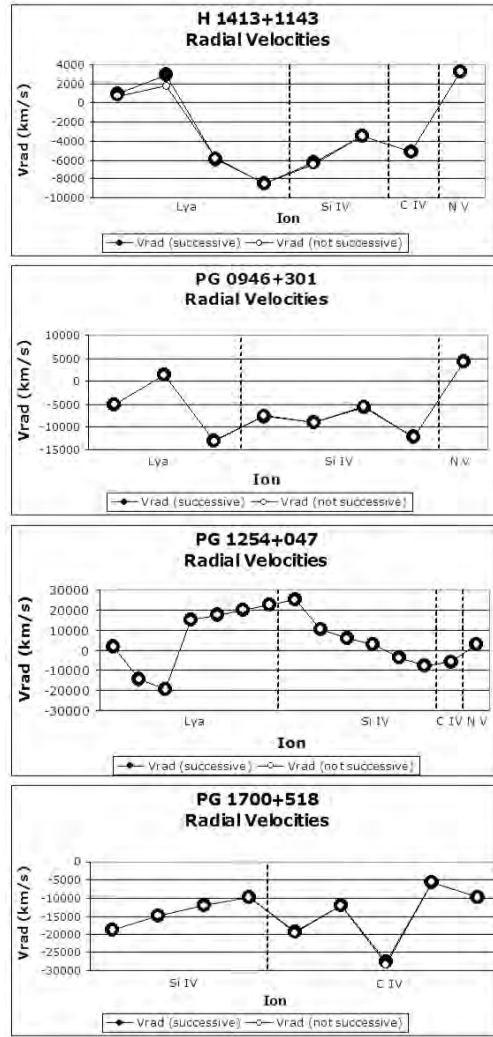 H 1413+1143
Radial Velocities
Vrad (km/s)
4000
2000
0
-2000
-4000
-6000
-8000
-10000
Lya
Si IV
C IV
N V
Ion
Vrad (successive)
Vrad (not successive)
PG 0946+301
Radial Velocities
Vrad (km/s)
10000
5000
0
-5000
-10000
-15000
Lya
Si IV
N V
Ion
Vrad (successive)
Vrad (not successive)
PG 1254+047
Radial Velocities
Vrad (km/s)
30000
20000
10000
0
-10000
-20000
-30000
Lya
Si IV
C IV
N V
Ion
Vrad (successive)
Vrad (not successive)
PG 1700+518
Radial Velocities
Vrad (km/s)
0
-5000
-10000
-15000
-20000
-25000
-30000
Si IV
C IV
Ion
Vrad (successive)
Vrad (not successive)